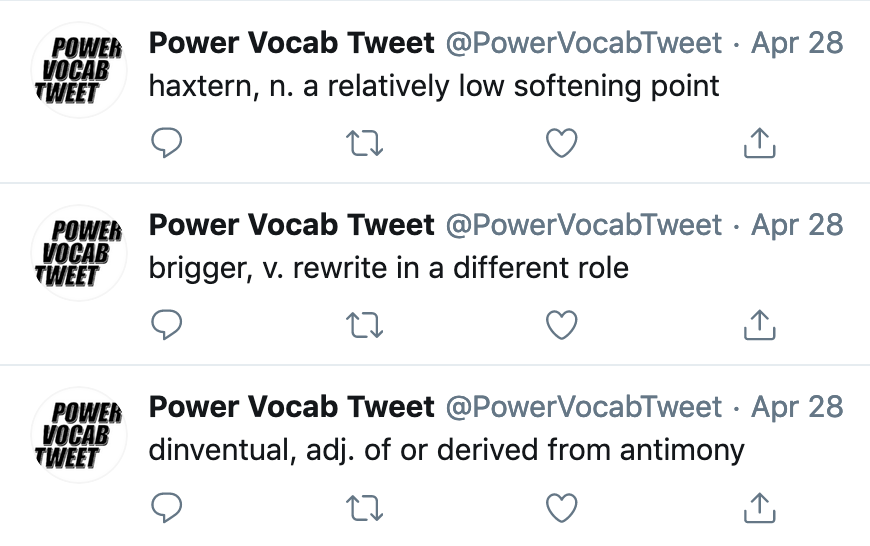 POWER
VOCAB
TWEET
Power Vocab Tweet @PowerVocabTweet · Apr 28
haxtern, n. a relatively low softening point
POWER
VOCAB
TWEET
Power Vocab Tweet @PowerVocabTweet · Apr 28
brigger, v. rewrite in a different role
POWER
VOCAB
TWEET
Power Vocab Tweet @PowerVocabTweet · Apr 28
dinventual, adj. of or derived from antimony